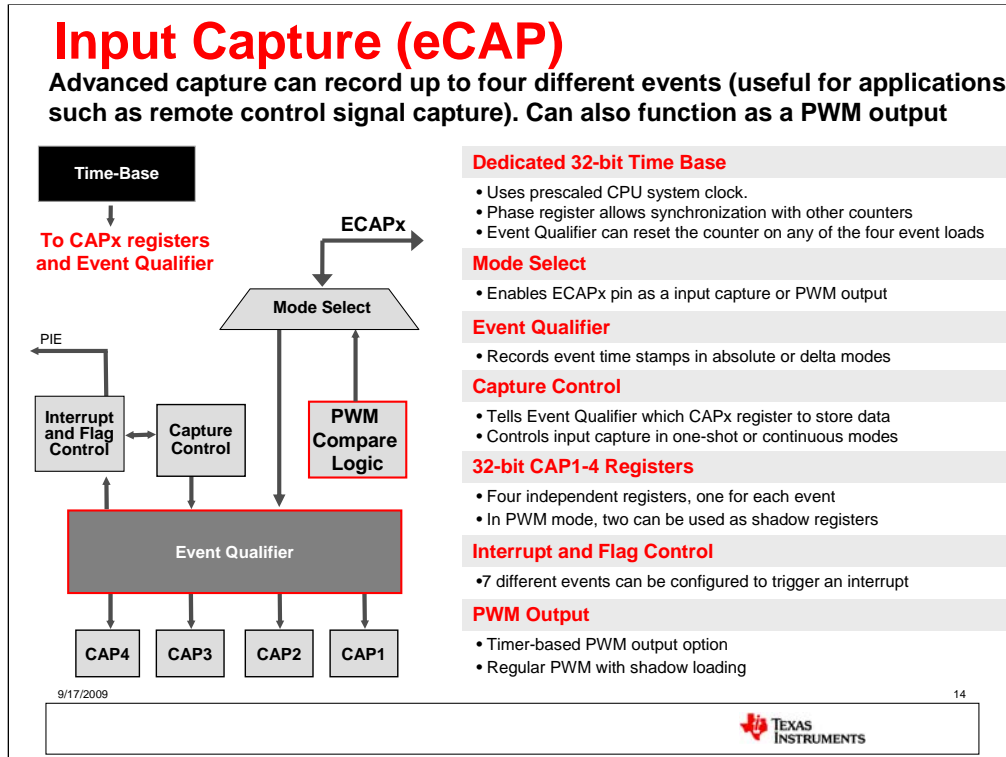 Input Capture (eCAP)
Advanced capture can record up to four different events (useful for applications
such as remote control signal capture). Can also function as a PWM output
Time-Base
To CAPx registers
and Event Qualifier
ECAPx
Mode Select
PIE
Interrupt
and Flag
Control
Capture
Control
PWM
Compare
Logic
Event Qualifier
CAP4
CAP3
CAP2
CAP1
Dedicated 32-bit Time Base
• Uses prescaled CPU system clock.
• Phase register allows synchronization with other counters
• Event Qualifier can reset the counter on any of the four event loads
Mode Select
• Enables ECAPx pin as a input capture or PWM output
Event Qualifier
• Records event time stamps in absolute or delta modes
Capture Control
• Tells Event Qualifier which CAPx register to store data
• Controls input capture in one-shot or continuous modes
32-bit CAP1-4 Registers
• Four independent registers, one for each event
• In PWM mode, two can be used as shadow registers
Interrupt and Flag Control
•7 different events can be configured to trigger an interrupt
PWM Output
• Timer-based PWM output option
• Regular PWM with shadow loading
9/17/2009
14
TEXAS
INSTRUMENTS